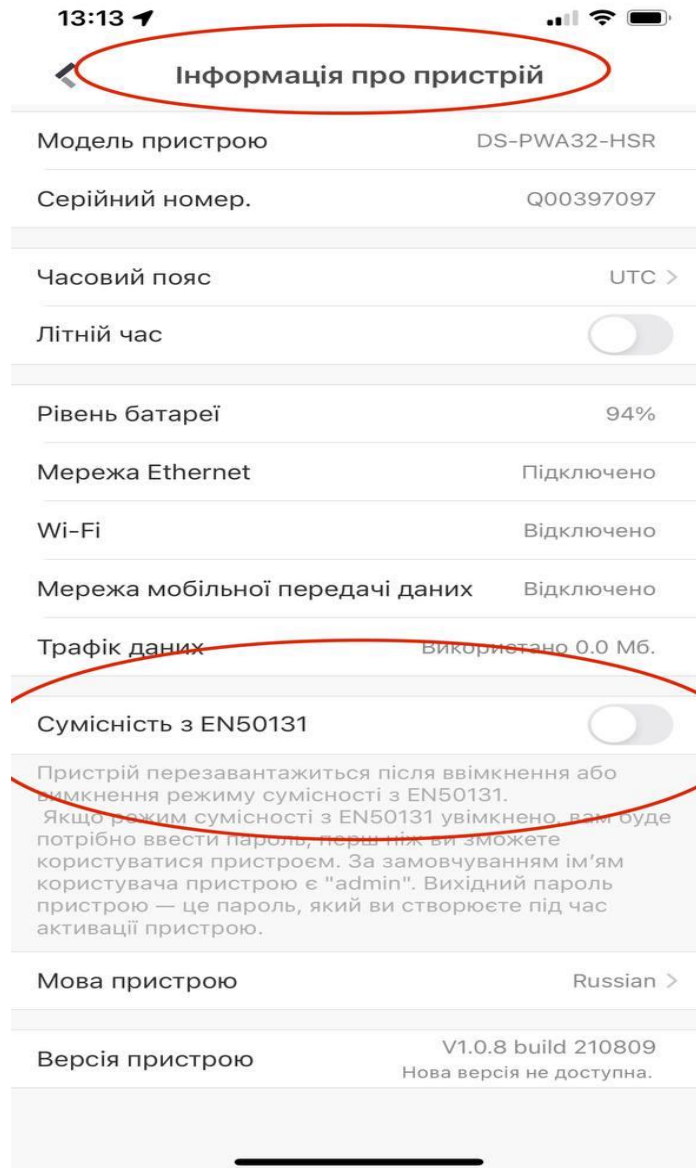 13:13
Інформація про пристрій
Модель пристрою DS-PWA32-HSR
Серійний номер. Q00397097
Часовий пояс UTC
Літній час
Рівень батареї 94%
Мережа Ethernet Підключено
Wi-Fi Відключено
Мережа мобільної передачі даних Відключено
Трафік даних Використано 0.0 Мб.
Сумісність з EN50131
Пристрій перезавантажиться після ввімкнення або
вимкнення режиму сумісності з EN50131.
Якщо режим сумісності з EN50131 увімкнено, вам буде
потрібно ввести пароль, перш ніж ви зможете
користуватися пристроєм. За замовчуванням ім’ям
користувача пристрою є "admin". Вихідний пароль
пристрою — це пароль, який ви створюєте під час
активації пристрою.
Мова пристрою Russian
Версія пристрою V1.0.8 build 210809
Нова версія не доступна.